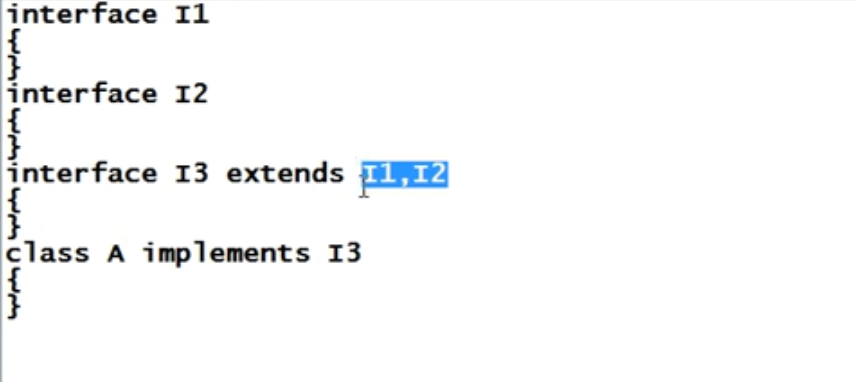 interface I1
{
}
interface I2
{
}
interface I3 extends I1,I2
{
}
class A implements I3
{
}